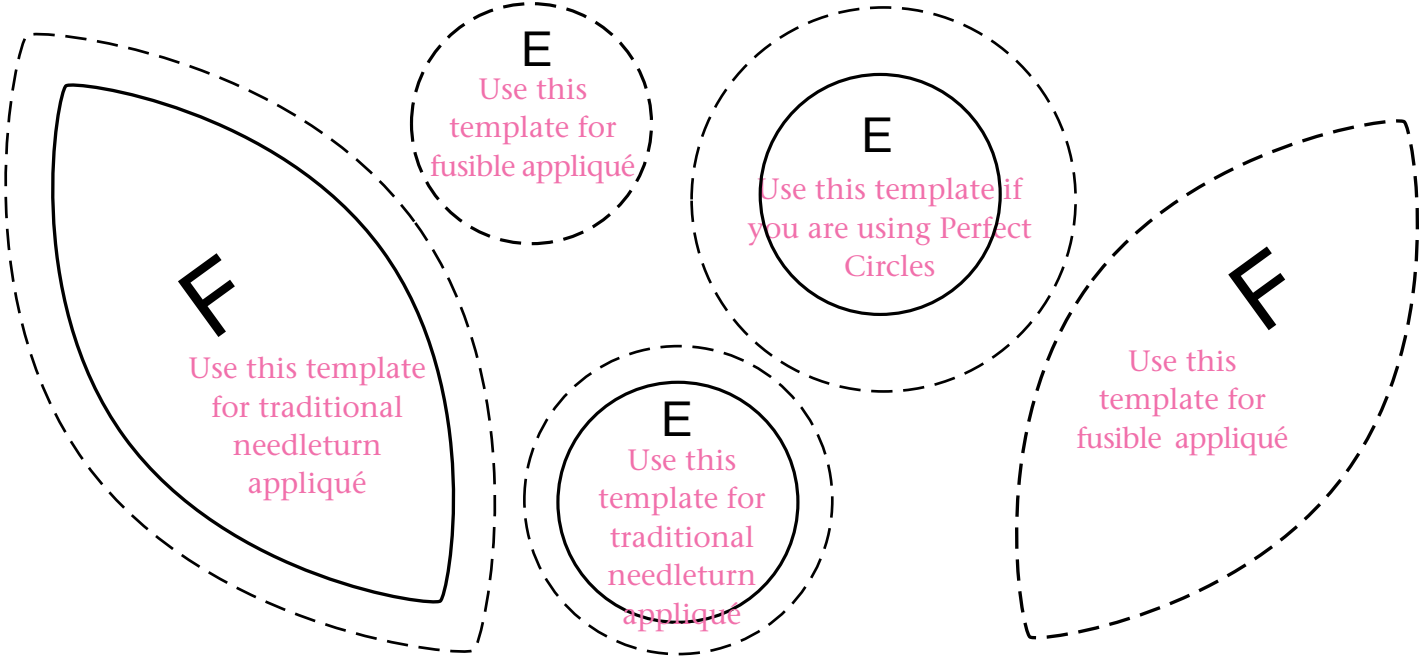 E
Use this
template for
fusible appliqué
E
Use this template if
you are using Perfect
Circles
F
Use this template
for traditional
needleturn
appliqué
F
Use this
template for
fusible appliqué
E
Use this
template for
traditional
needleturn
appliqué